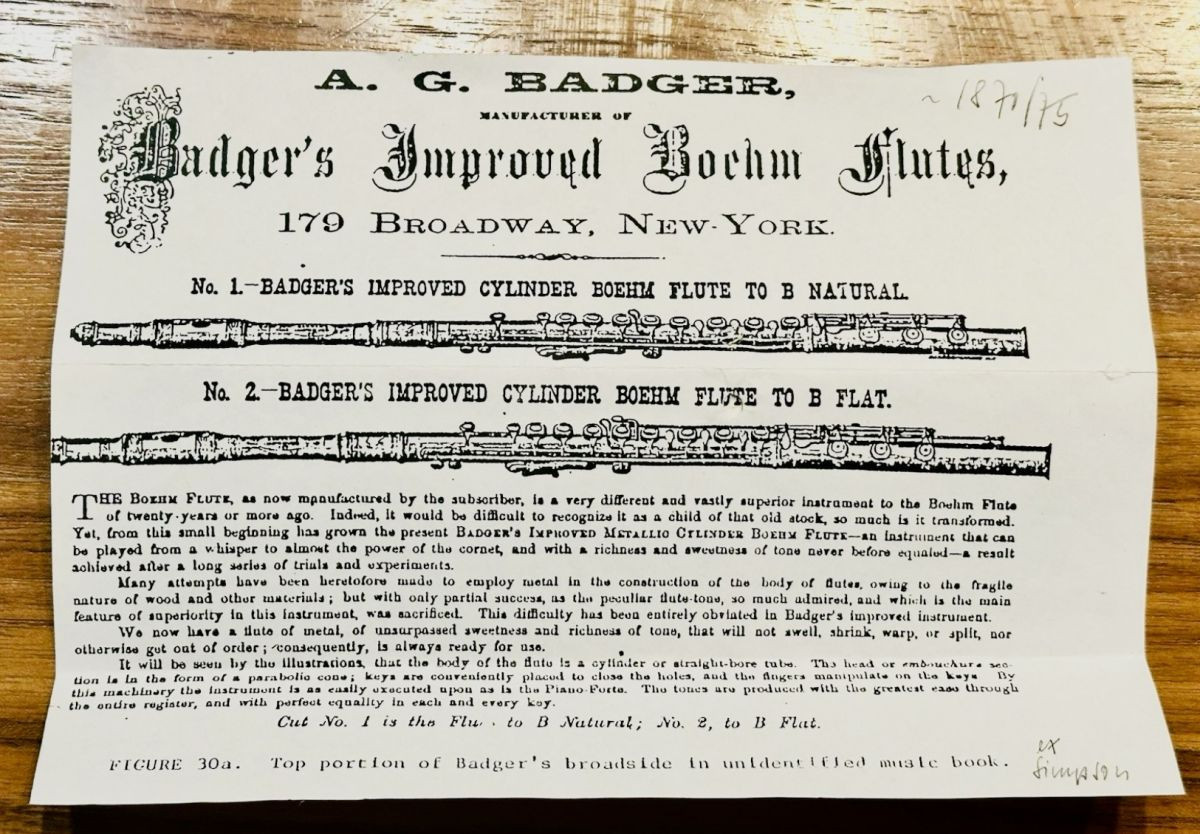 A. G. BADGER,
~ 1871/75
MANUFACTURER OF
Badger's Improved Boehm Flutes,
179 BROADWAY, NEW-YORK.
No. 1.—BADGER'S IMPROVED CYLINDER BOEHM FLUTE TO B NATURAL.
No. 2.—BADGER'S IMPROVED CYLINDER BOEHM FLUTE TO B FLAT.
THE BOEHM FLUTE, as now manufactured by the subscriber, is a very different and vastly superior instrument to the Boehm Flute
of twenty-years or more ago. Indeed, it would be difficult to recognize it as a child of that old stock, so much is it transformed.
Yet, from this small beginning has grown the present BADGER'S IMPROVED METALLIC CYLINDER BOEHM FLUTE—an instrument that can
be played from a whisper to almost the power of the cornet, and with a richness and sweetness of tone never before equaled—a result
achieved after a long series of trials and experiments.
Many attempts have been heretofore made to employ metal in the construction of the body of flutes, owing to the fragile
nature of wood and other materials; but with only partial success, as the peculiar flute-tone, so much admired, and which is the main
feature of superiority in this instrument, was sacrificed. This difficulty has been entirely obviated in Badger's improved instrument.
We now have a flute of metal, of unsurpassed sweetness and richness of tone, that will not swell, shrink, warp, or split, nor
otherwise get out of order; consequently, is always ready for use.
It will be seen by the illustrations, that the body of the flute is a cylinder or straight-bore tube. The head or embouchure sec-
tion is in the form of a parabolic cone; keys are conveniently placed to close the holes, and the fingers manipulate on the keys By
this machinery the instrument is as easily executed upon as is the Piano-Forte. The tones are produced with the greatest ease through
the entire register, and with perfect equality in each and every key.
Cut No. 1 is the Flu to B Natural; No. 2, to B Flat.
FIGURE 30a. Top portion of Badger's broadside in unidentified music book.
ex
Simpson